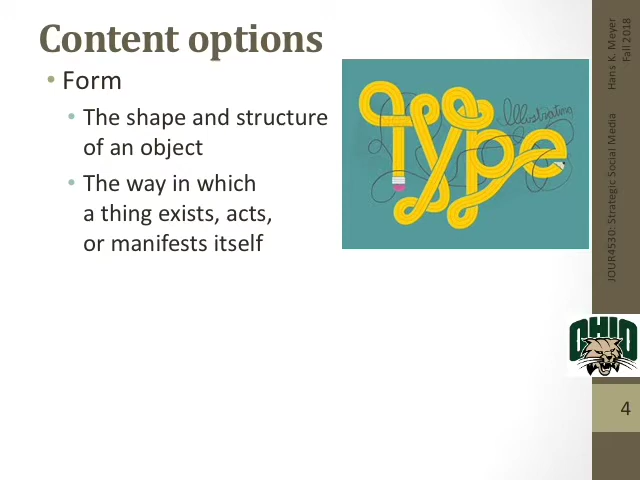 Content options
• Form
• The shape and structure
of an object
• The way in which
a thing exists, acts,
or manifests itself
Illustration
Type
JOUR4530: Strategic Social Media
Hans K. Meyer
Fall 2018
OHIO
4